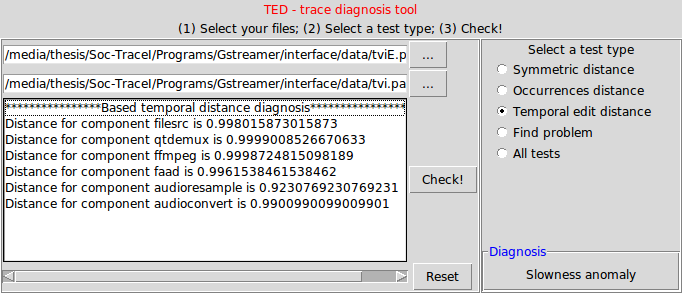 TED - trace diagnosis tool
(1) Select your files; (2) Select a test type; (3) Check!
/media/thesis/Soc-TraceI/Programs/Gstreamer/interface/data/tviE.p
...
/media/thesis/Soc-TraceI/Programs/Gstreamer/interface/data/tvi.pa
...
****************Based temporal distance diagnosis****************
Distance for component filesrc is 0.998015873015873
Distance for component qtdemux is 0.9999008526670633
Distance for component ffmpeg is 0.9998724815098189
Distance for component faad is 0.9961538461538462
Distance for component audioresample is 0.9230769230769231
Distance for component audioconvert is 0.9900990099009901
Check!
Reset
Select a test type
Symmetric distance
Occurrences distance
Temporal edit distance
Find problem
All tests
Diagnosis
Slowness anomaly